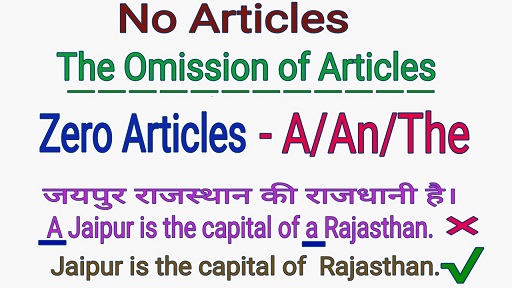 No Articles
The Omission of Articles
Zero Articles - A/An/The
जयपुर राजस्थान की राजधानी है।
A Jaipur is the capital of a Rajasthan.
Jaipur is the capital of Rajasthan.